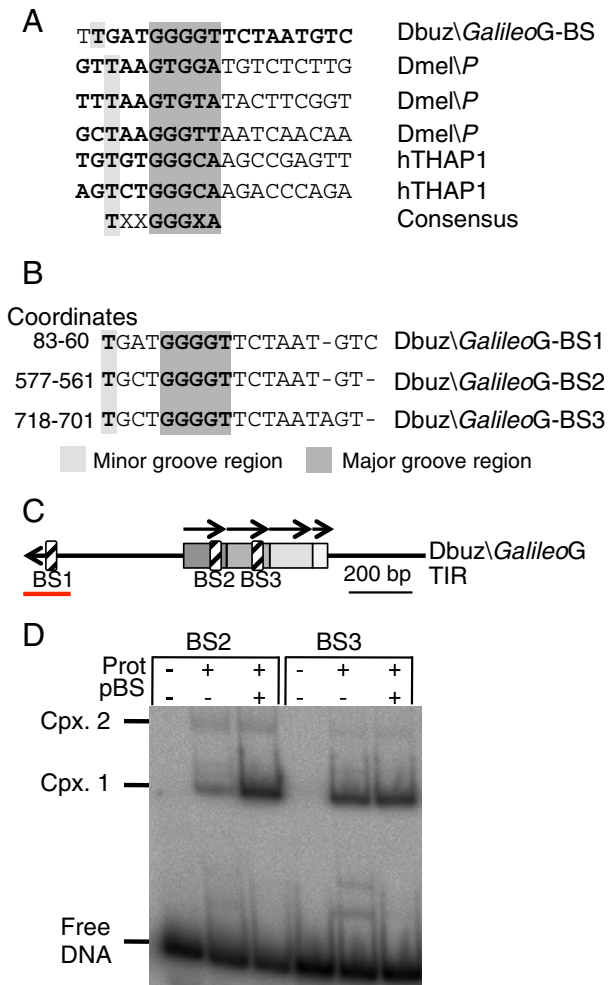 A
TTGATGGGGTTCTAATGTC Dbuz\GalileoG-BS
GTTAAGTGGATGTCTCTTG Dmel\P
TTTAAGTGTATACTTCGGT Dmel\P
GCTAAGGGTTAATCAACAA Dmel\P
TGTGTGGGCAAGCCGAGTT hTHAP1
AGTCTGGGCAAGACCCAGA hTHAP1
TXXGGGXA Consensus
B
Coordinates
83-60 TGATGGGGTTCTAAT-GTC Dbuz\GalileoG-BS1
577-561 TGCTGGGGTTCTAAT-GT- Dbuz\GalileoG-BS2
718-701 TGCTGGGGTTCTAATAGT- Dbuz\GalileoG-BS3
Minor groove region Major groove region
C
BS1 BS2 BS3 Dbuz\GalileoG TIR
200 bp
D
BS2 BS3
Prot - + + - + +
pBS - - + - - +
Cpx. 2
Cpx. 1
Free
DNA